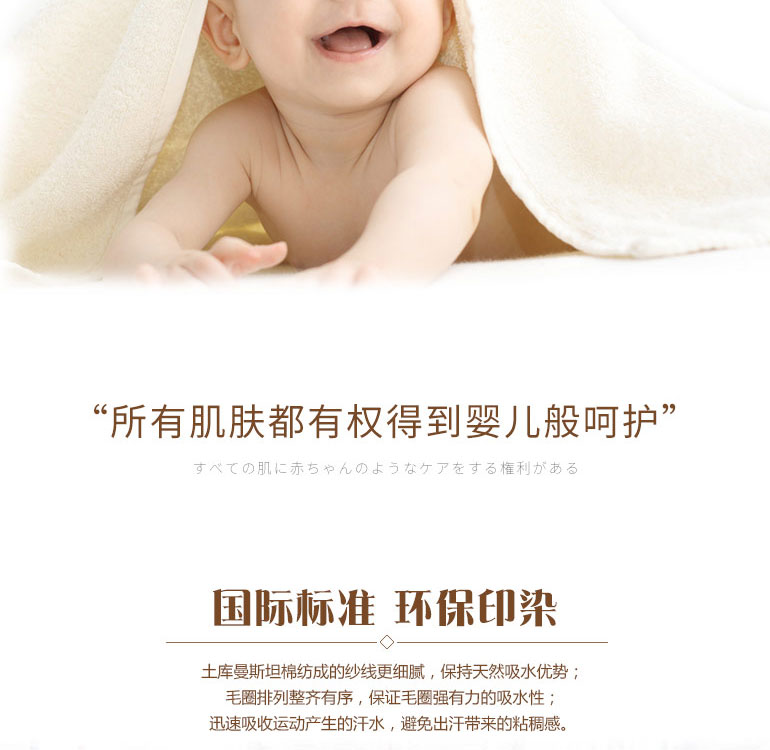 “所有肌肤都有权得到婴儿般呵护”
すべての肌に赤ちゃんのようなケアをする権利がある
国际标准 环保印染
土库曼斯坦棉纺成的纱线更细腻，保持天然吸水优势；
毛圈排列整齐有序，保证毛圈强有力的吸水性；
迅速吸收运动产生的汗水，避免出汗带来的粘稠感。